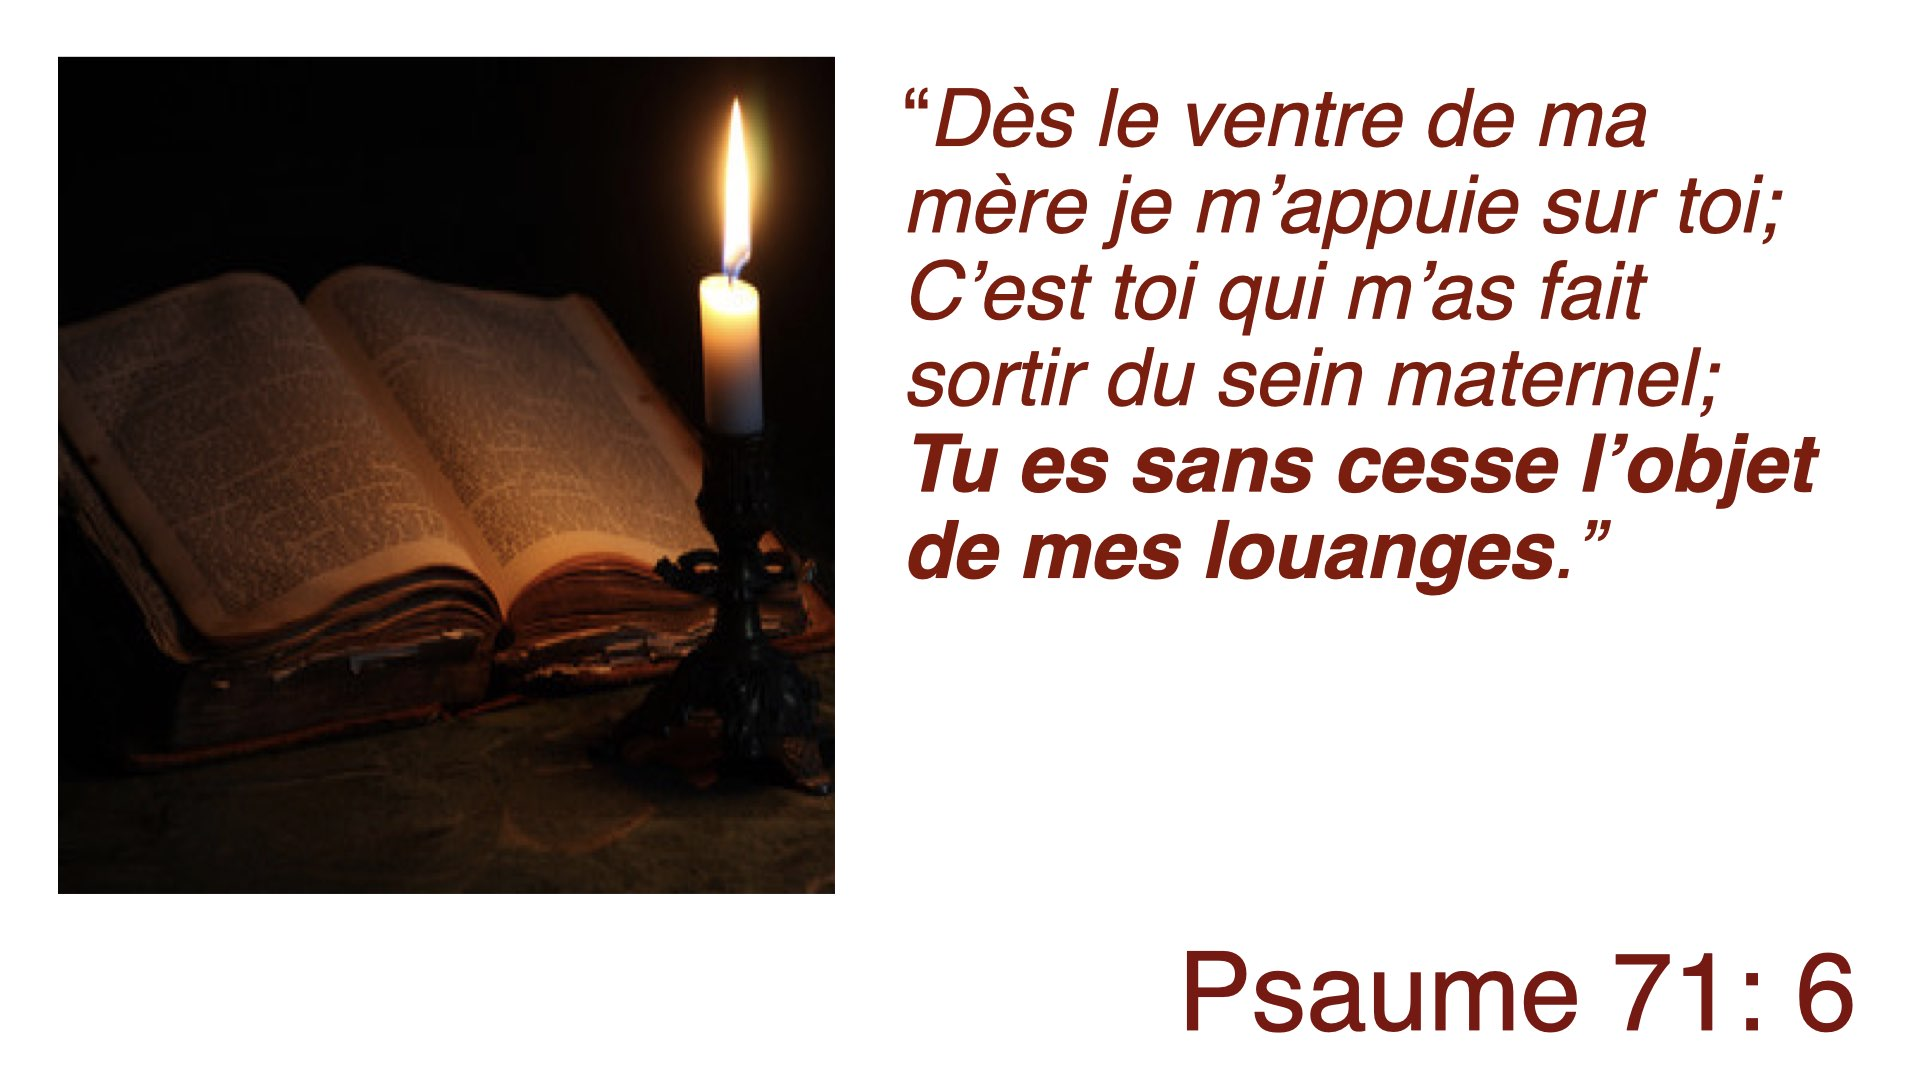 “Dès le ventre de ma
mère je m’appuie sur toi;
C’est toi qui m’as fait
sortir du sein maternel;
Tu es sans cesse l’objet
de mes louanges.”
Psaume 71: 6